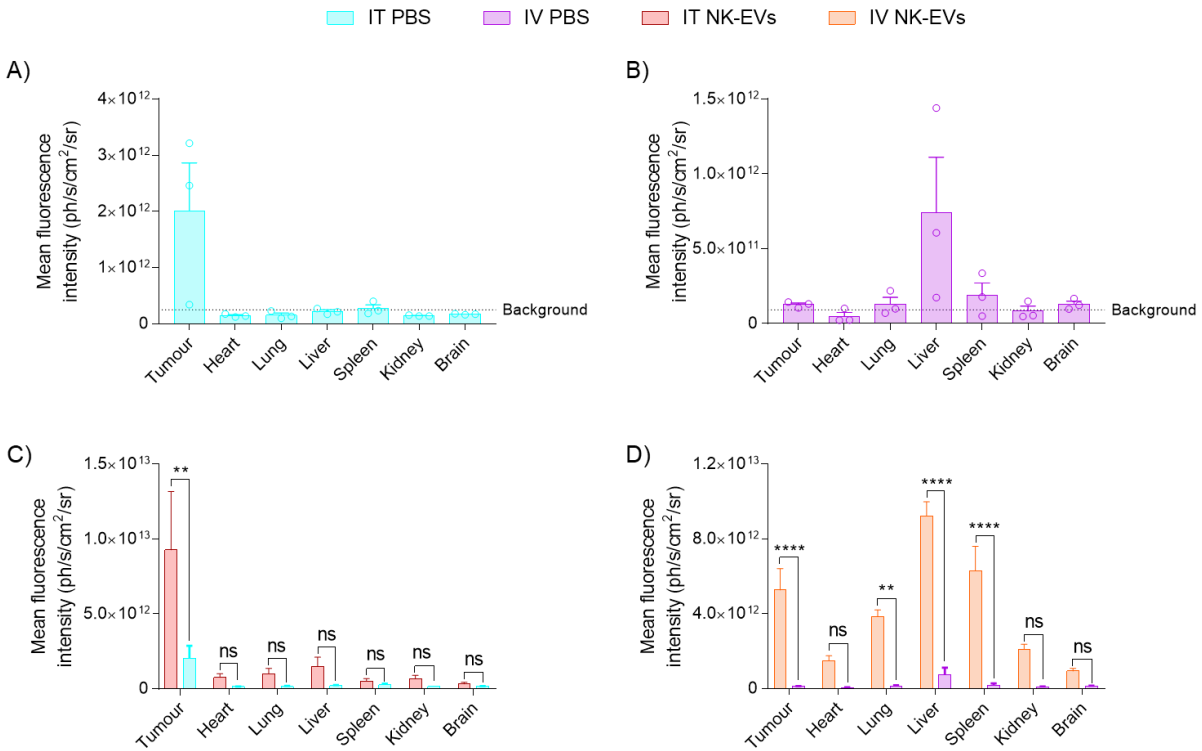 IT PBS IV PBS IT NK-EVs IV NK-EVs
A)
Mean fluorescence
intensity (ph/s/cm²/sr)
4×10¹²
3×10¹²
2×10¹²
1×10¹²
0
Background
Tumour Heart Lung Liver Spleen Kidney Brain
B)
Mean fluorescence
intensity (ph/s/cm²/sr)
1.5×10¹²
1.0×10¹²
5.0×10¹¹
0
Background
Tumour Heart Lung Liver Spleen Kidney Brain
C)
Mean fluorescence
intensity (ph/s/cm²/sr)
1.5×10¹³
1.0×10¹³
5.0×10¹²
0
** ns ns ns ns ns ns
Tumour Heart Lung Liver Spleen Kidney Brain
D)
Mean fluorescence
intensity (ph/s/cm²/sr)
1.2×10¹³
8.0×10¹²
4.0×10¹²
0
**** ns ** **** **** ns ns
Tumour Heart Lung Liver Spleen Kidney Brain